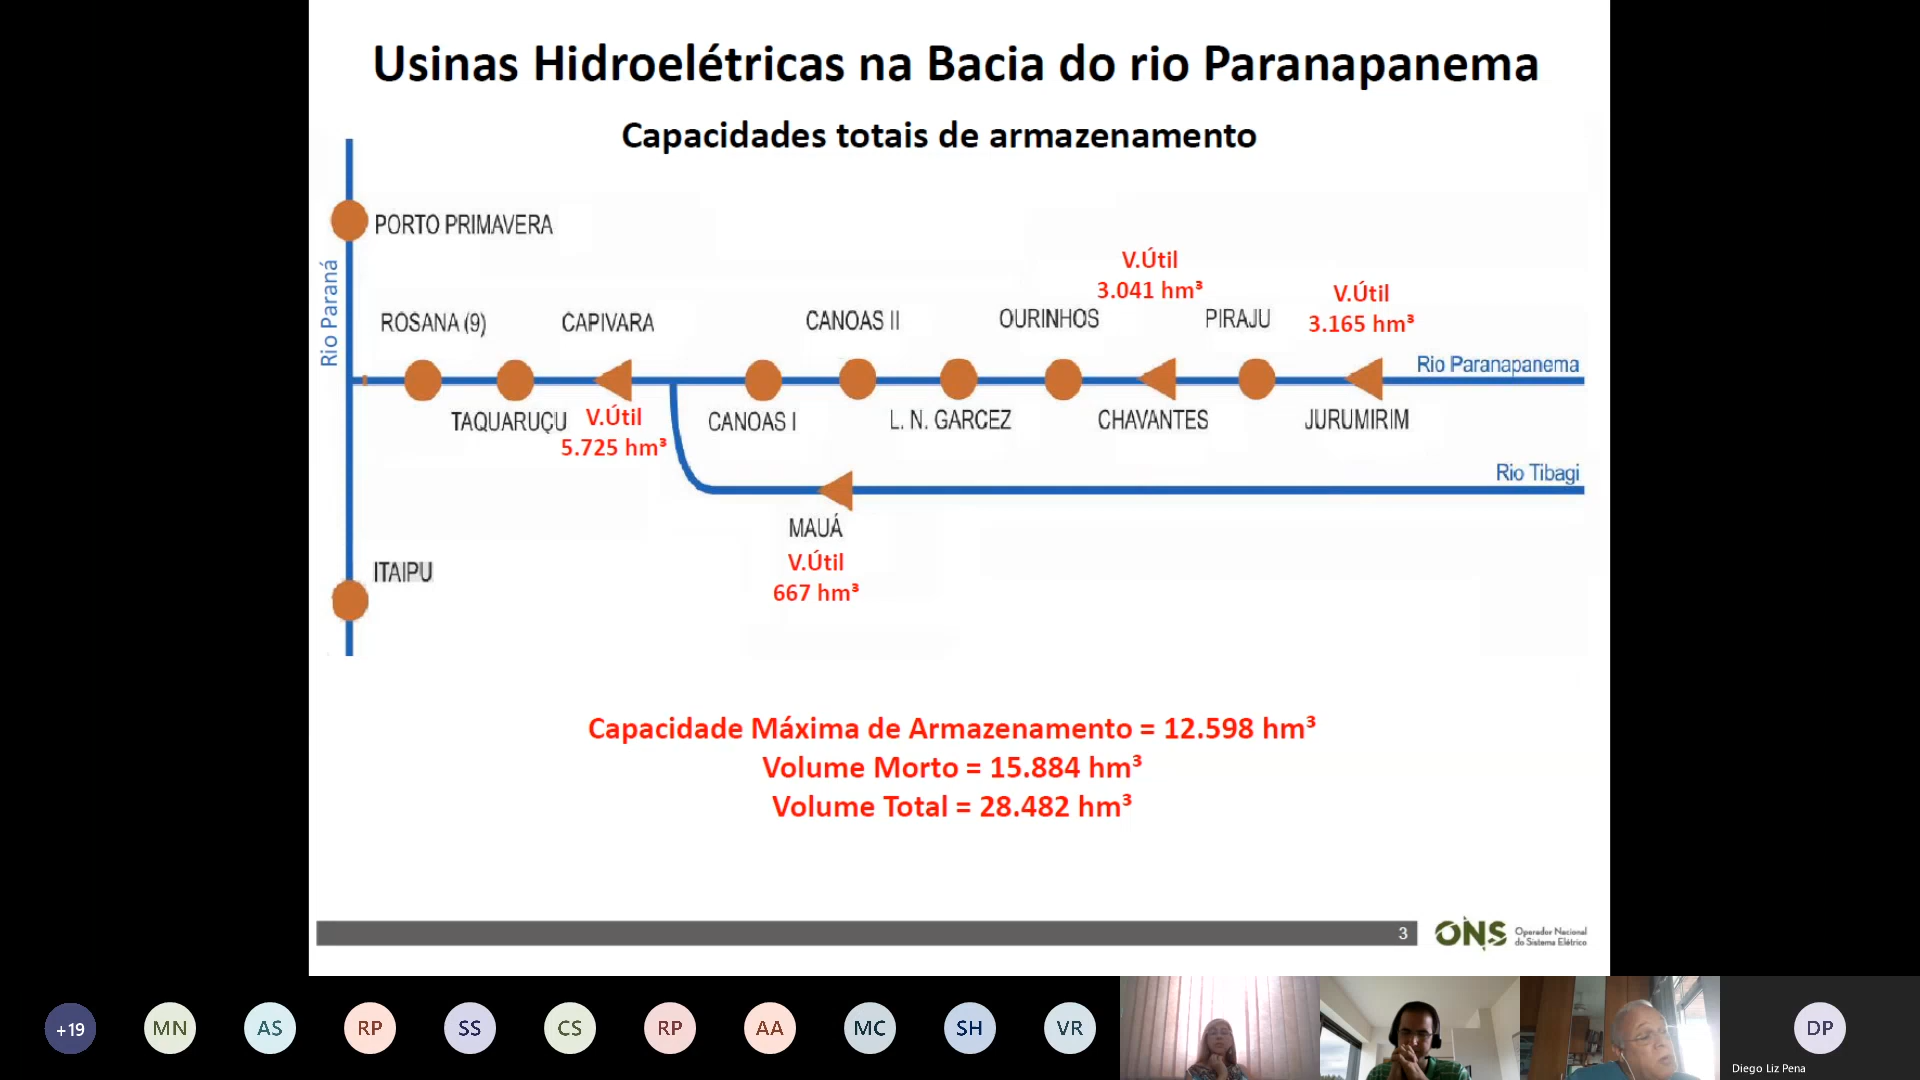 Usinas Hidroelétricas na Bacia do rio Paranapanema
Capacidades totais de armazenamento
PORTO PRIMAVERA
Rio Paraná
ROSANA (9)
CAPIVARA
CANOAS II
OURINHOS
V.Útil
3.041 hm³
PIRAJU
V.Útil
3.165 hm³
Rio Paranapanema
TAQUARUÇU
V.Útil
5.725 hm³
CANOAS I
L. N. GARCEZ
CHAVANTES
JURUMIRIM
Rio Tibagi
MAUÁ
V.Útil
667 hm³
ITAIPU
Capacidade Máxima de Armazenamento = 12.598 hm³
Volume Morto = 15.884 hm³
Volume Total = 28.482 hm³
3
ONS
Operador Nacional
do Sistema Elétrico
+19
MN
AS
RP
SS
CS
RP
AA
MC
SH
VR
DP
Diego Liz Pena